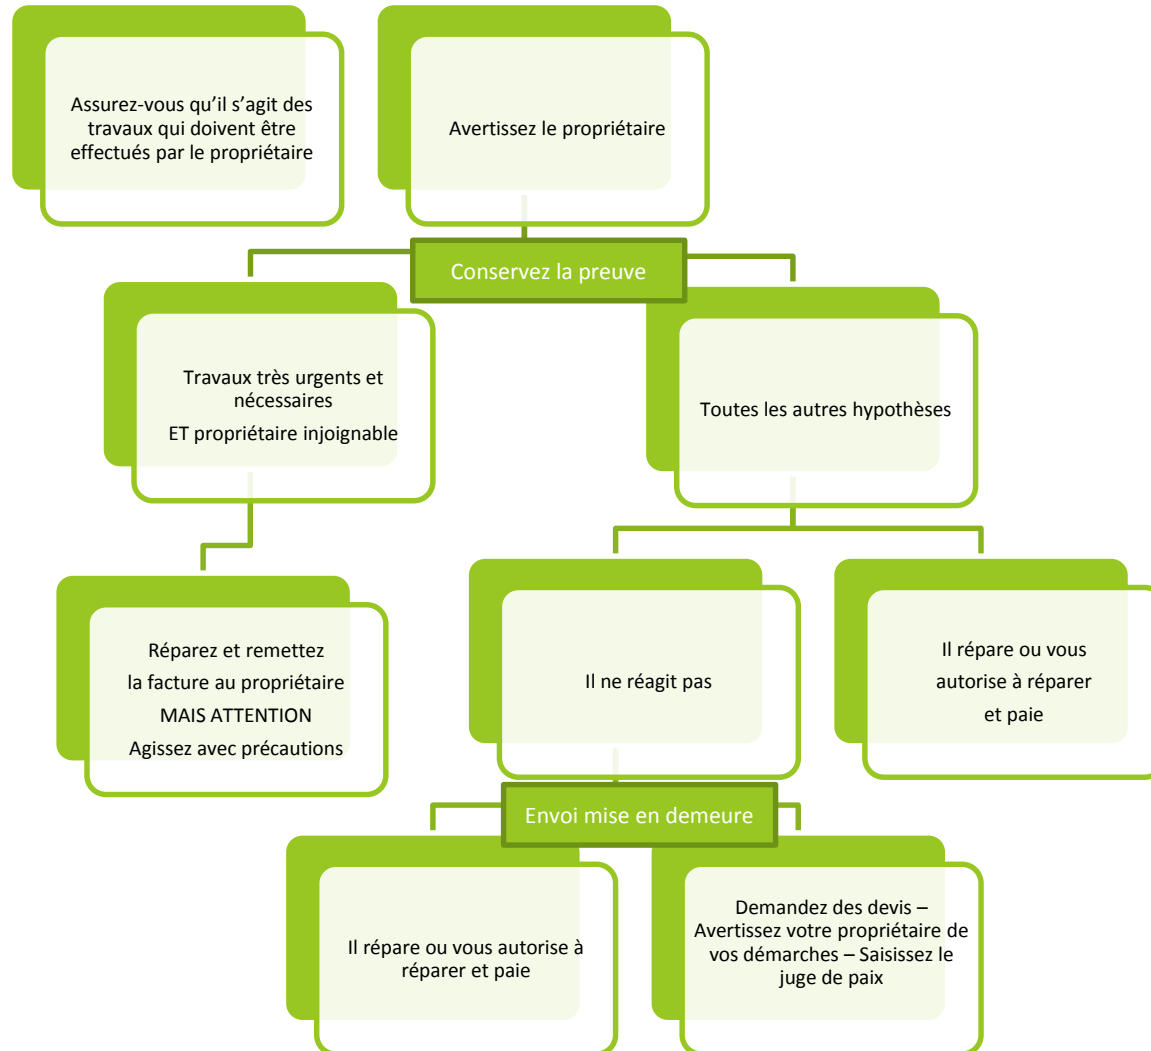 Assurez-vous qu'il s'agit des
travaux qui doivent être
effectués par le propriétaire
Avertissez le propriétaire
Conservez la preuve
Travaux très urgents et
nécessaires
ET propriétaire injoignable
Toutes les autres hypothèses
Réparez et remettez
la facture au propriétaire
MAIS ATTENTION
Agissez avec précautions
Il ne réagit pas
Il répare ou vous
autorise à réparer
et paie
Envoi mise en demeure
Il répare ou vous autorise à
réparer et paie
Demandez des devis –
Avertissez votre propriétaire de
vos démarches – Saisissez le
juge de paix